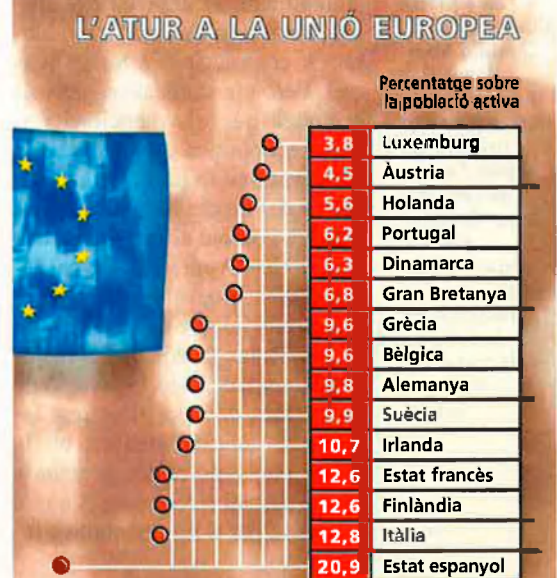 L'ATUR A LA UNIÓ EUROPEA
Percentatge sobre
la població activa
3,8 Luxemburg
4,5 Àustria
5,6 Holanda
6,2 Portugal
6,3 Dinamarca
6,8 Gran Bretanya
9,6 Grècia
9,6 Bèlgica
9,8 Alemanya
9,9 Suècia
10,7 Irlanda
12,6 Estat francès
12,6 Finlàndia
12,8 Itàlia
20,9 Estat espanyol